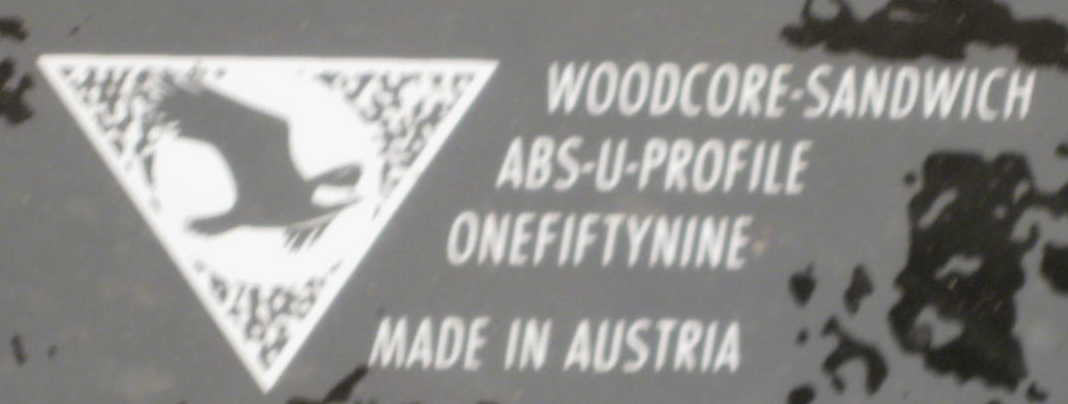 WOODCORE-SANDWICH
ABS-U-PROFILE
ONEFIFTYNINE
MADE IN AUSTRIA